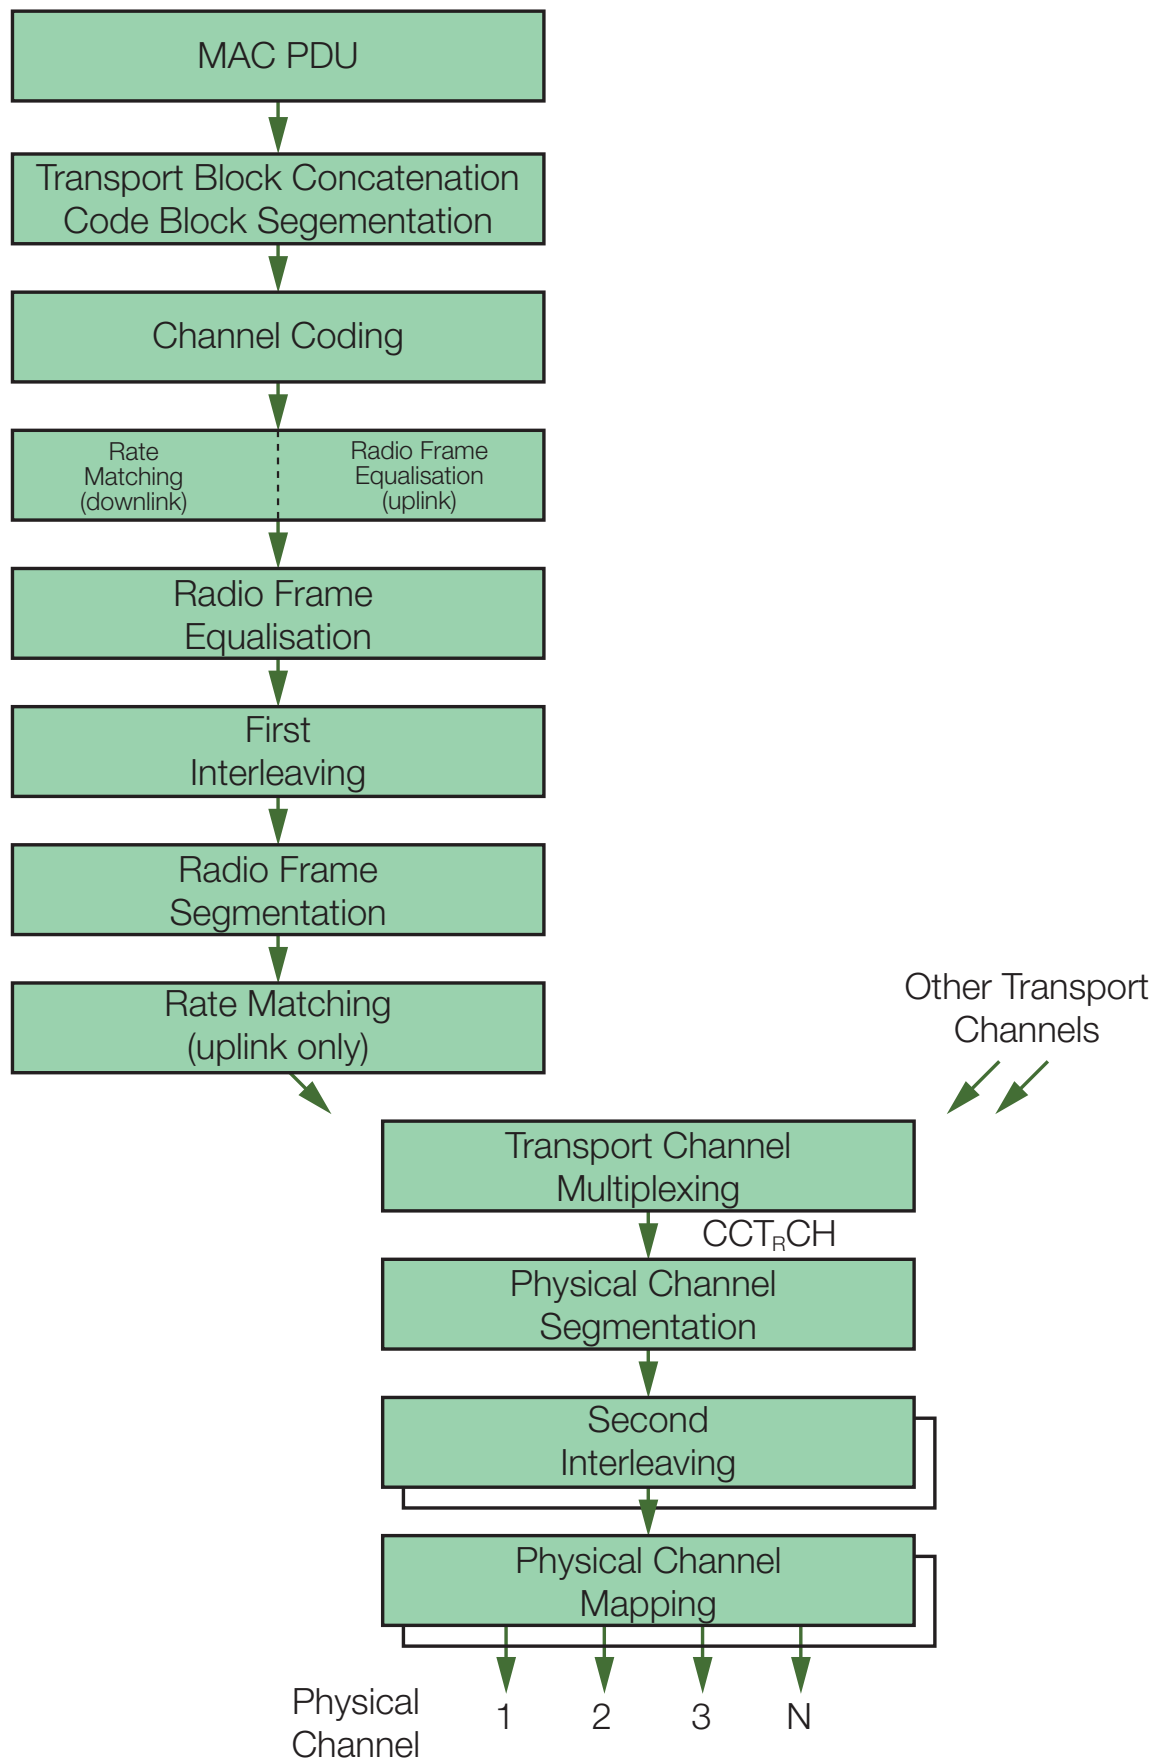 MAC PDU
Transport Block Concatenation
Code Block Segementation
Channel Coding
Rate
Matching
(downlink)
Radio Frame
Equalisation
(uplink)
Radio Frame
Equalisation
First
Interleaving
Radio Frame
Segmentation
Rate Matching
(uplink only)
Other Transport
Channels
Transport Channel
Multiplexing
CCTRCH
Physical Channel
Segmentation
Second
Interleaving
Physical Channel
Mapping
Physical
Channel
1 2 3 N